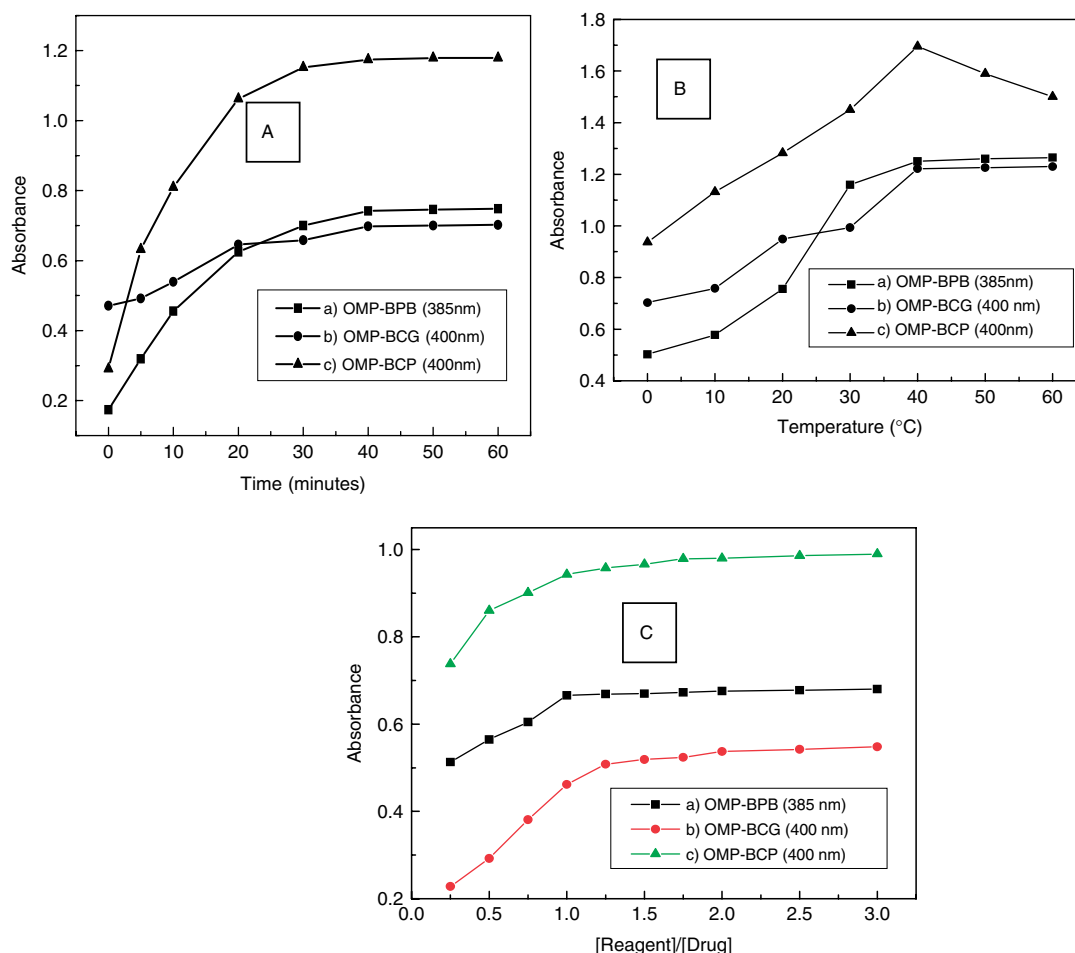 1.2
1.0
0.8
0.6
0.4
0.2
Absorbance
A
a) OMP-BPB (385nm)
b) OMP-BCG (400nm)
c) OMP-BCP (400nm)
0 10 20 30 40 50 60
Time (minutes)
1.8
1.6
1.4
1.2
1.0
0.8
0.6
0.4
Absorbance
B
a) OMP-BPB (385nm)
b) OMP-BCG (400 nm)
c) OMP-BCP (400nm)
0 10 20 30 40 50 60
Temperature (°C)
1.0
0.8
0.6
0.4
0.2
Absorbance
C
a) OMP-BPB (385 nm)
b) OMP-BCG (400 nm)
c) OMP-BCP (400 nm)
0.0 0.5 1.0 1.5 2.0 2.5 3.0
[Reagent]/[Drug]